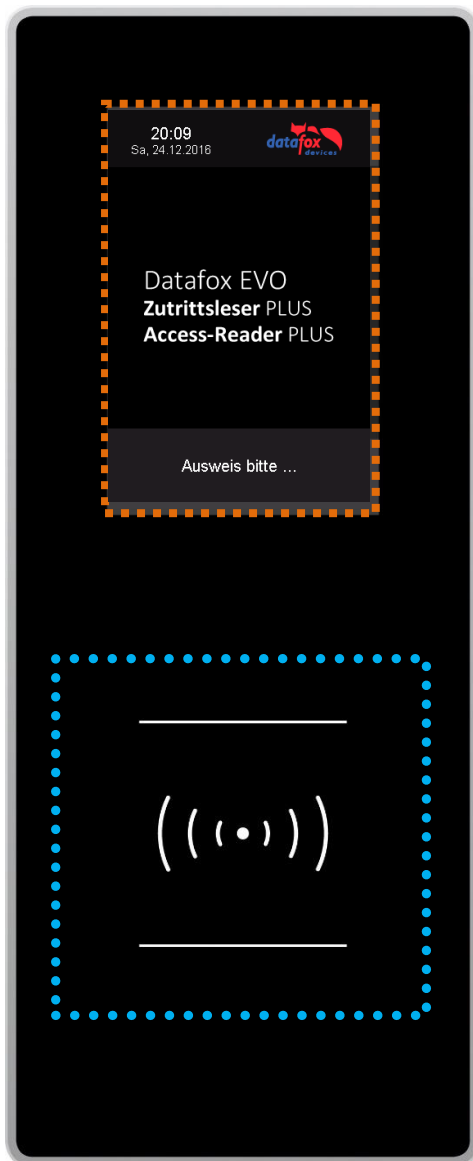 20:09
Sa, 24.12.2016
datafox
devices
Datafox EVO
Zutrittsleser PLUS
Access-Reader PLUS
Ausweis bitte ...